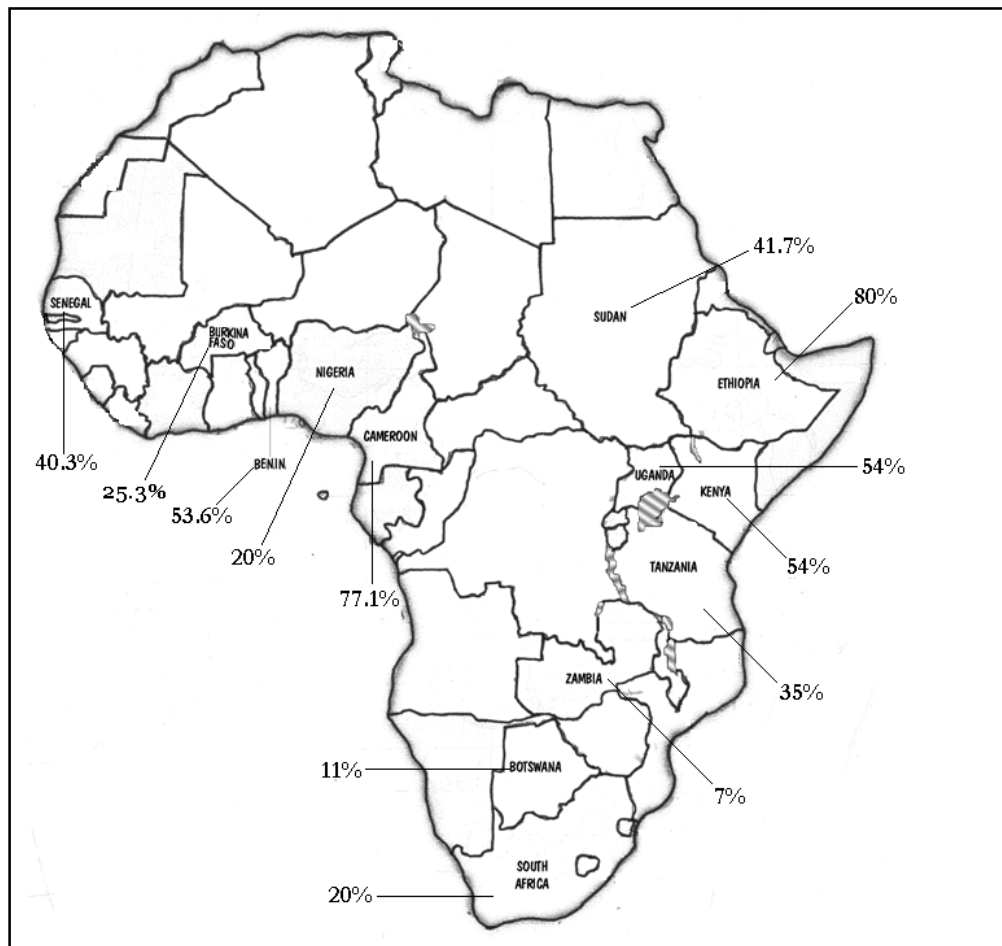 41.7%
80%
SENEGAL
SUDAN
BURKINA
FASO
NIGERIA
ETHIOPIA
CAMEROON
40.3%
BENIN
UGANDA
54%
25.3%
KENYA
53.6%
20%
TANZANIA
54%
77.1%
ZAMBIA
35%
11%
BOTSWANA
7%
SOUTH
AFRICA
20%